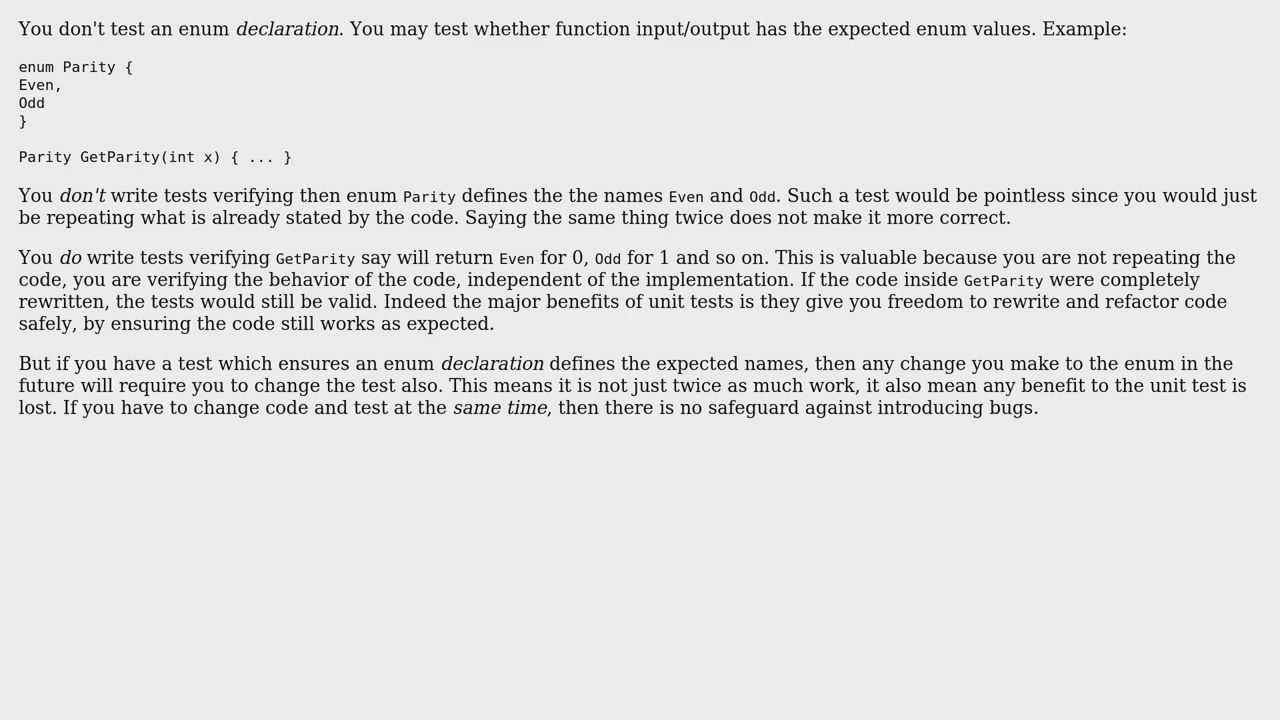 You don't test an enum declaration. You may test whether function input/output has the expected enum values. Example:
enum Parity {
Even,
Odd
}
Parity GetParity(int x) { ... }
You don't write tests verifying then enum Parity defines the the names Even and Odd. Such a test would be pointless since you would just
be repeating what is already stated by the code. Saying the same thing twice does not make it more correct.
You do write tests verifying GetParity say will return Even for 0, Odd for 1 and so on. This is valuable because you are not repeating the
code, you are verifying the behavior of the code, independent of the implementation. If the code inside GetParity were completely
rewritten, the tests would still be valid. Indeed the major benefits of unit tests is they give you freedom to rewrite and refactor code
safely, by ensuring the code still works as expected.
But if you have a test which ensures an enum declaration defines the expected names, then any change you make to the enum in the
future will require you to change the test also. This means it is not just twice as much work, it also mean any benefit to the unit test is
lost. If you have to change code and test at the same time, then there is no safeguard against introducing bugs.